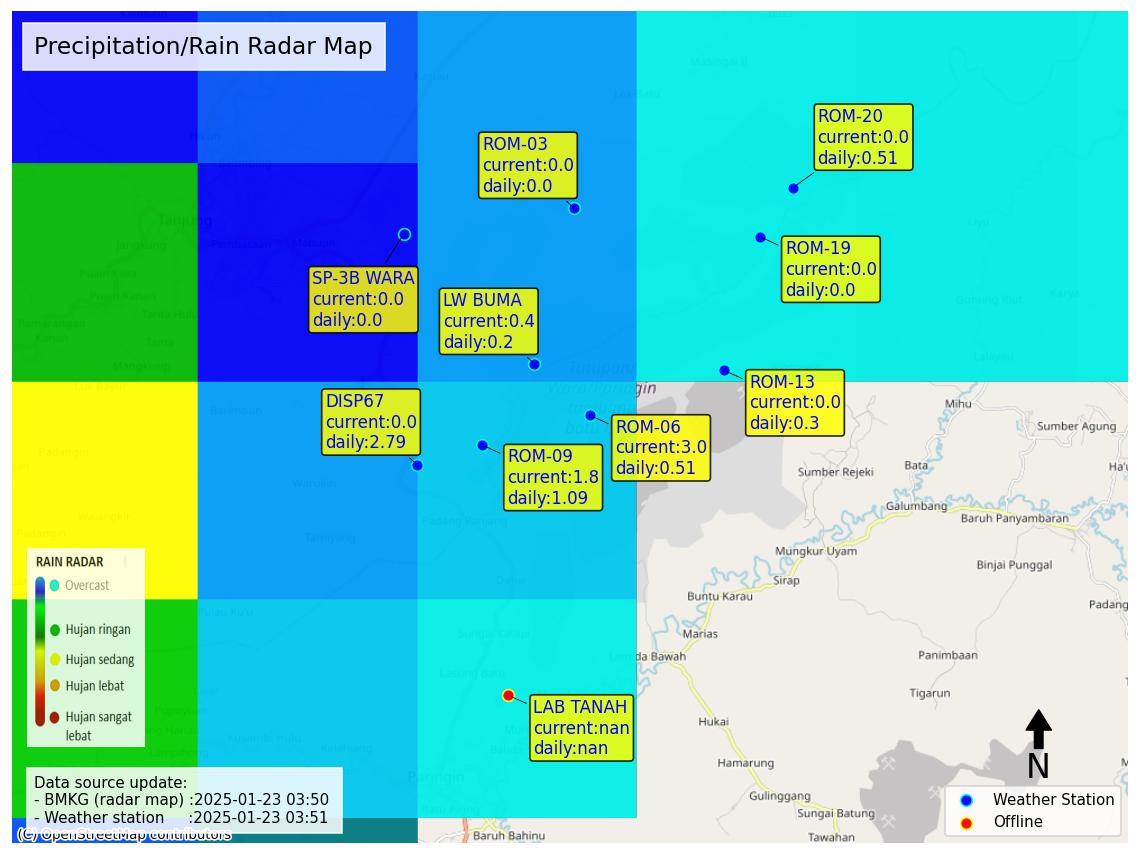 Precipitation/Rain Radar Map
ROM-20
current:0.0
daily:0.51
ROM-03
current:0.0
daily:0.0
ROM-19
current:0.0
daily:0.0
SP-3B WARA
current:0.0
daily:0.0
LW BUMA
current:0.4
daily:0.2
ROM-13
current:0.0
daily:0.3
DISP67
current:0.0
daily:2.79
ROM-06
current:3.0
daily:0.51
ROM-09
current:1.8
daily:1.09
LAB TANAH
current:nan
daily:nan
Tanjung
Mihu
Sumber Agung
Sumber Rejeki
Bata
Galumbang
Baruh Panyambaran
Mungkur Uyam
Binjai Punggal
Sirap
Buntu Karau
Padang
Marias
Panimbaan
Tigarun
Hukai
Hamarung
Gulinggang
Sungai Batung
Tawahan
Baruh Bahinu
Paringin
RAIN RADAR
Overcast
Hujan ringan
Hujan sedang
Hujan lebat
Hujan sangat
lebat
Data source update:
- BMKG (radar map) :2025-01-23 03:50
- Weather station :2025-01-23 03:51
(C) OpenStreetMap contributors
N
Weather Station
Offline